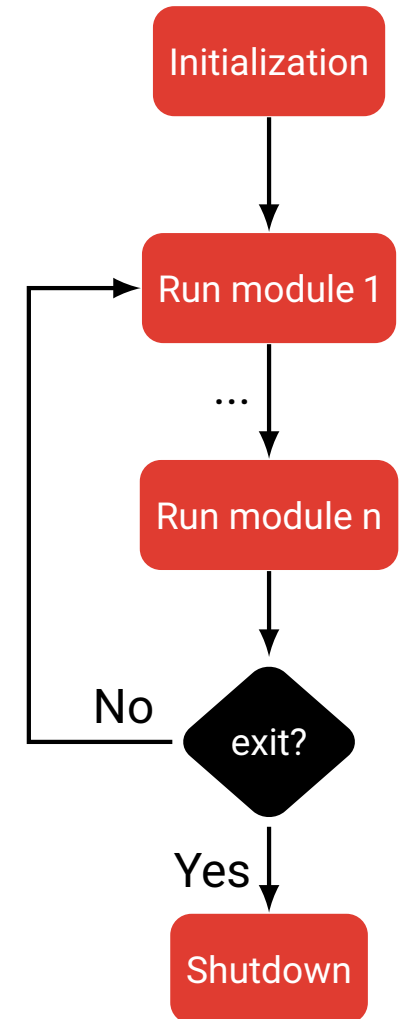 Initialization
Run module 1
...
Run module n
No
exit?
Yes
Shutdown